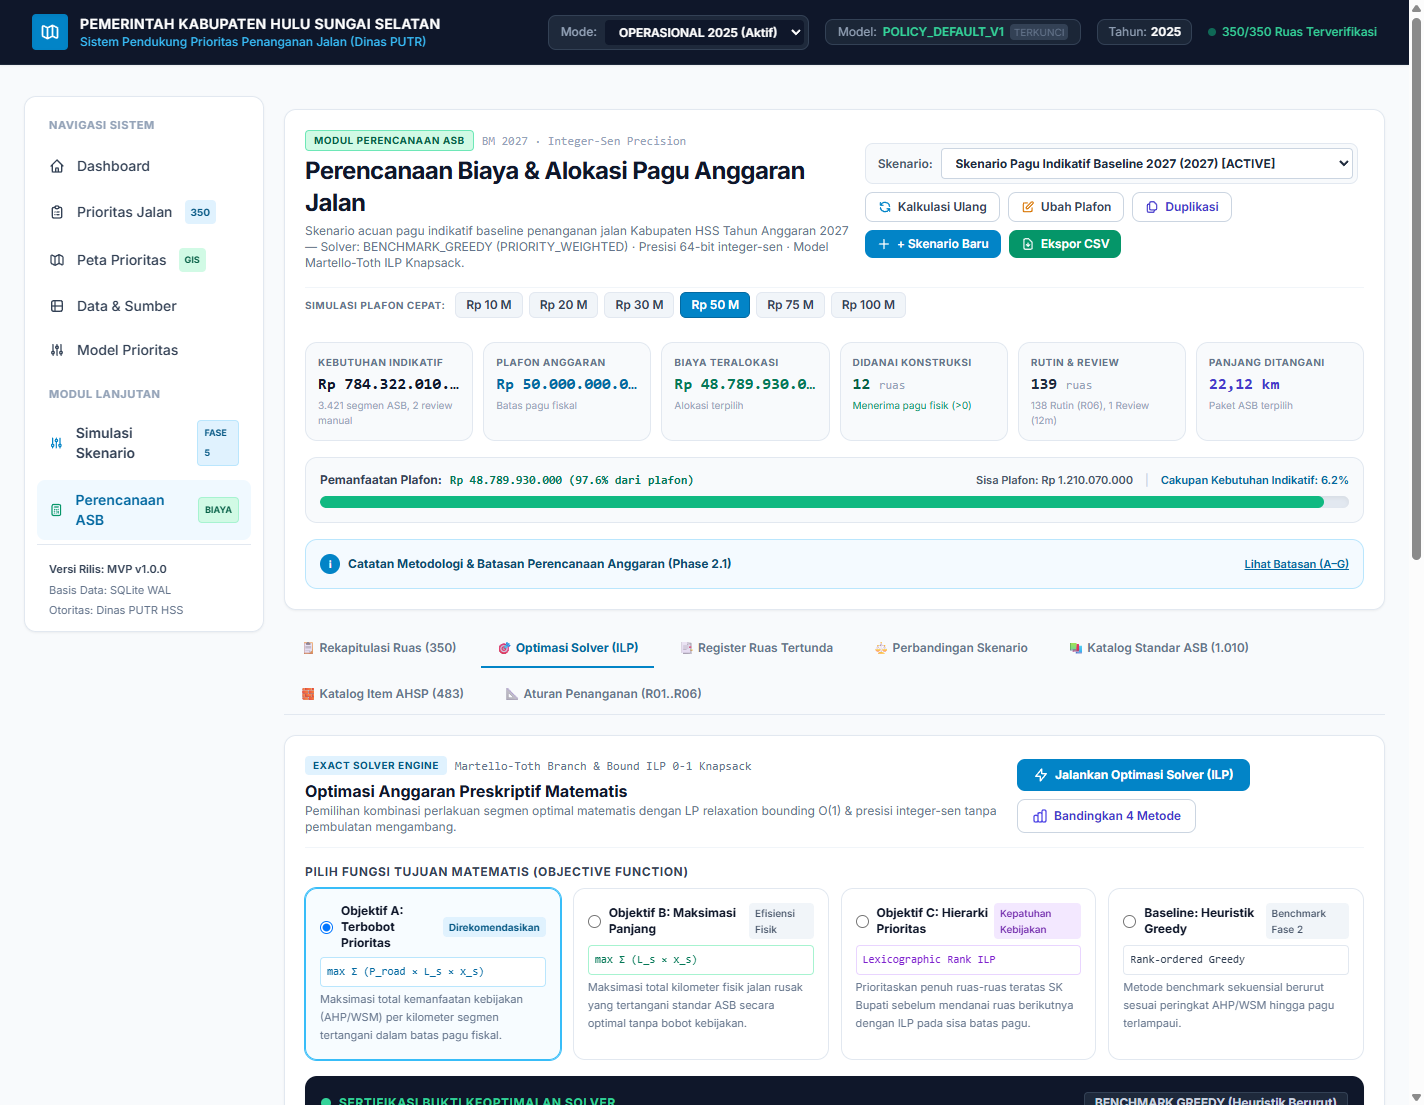 PEMERINTAH KABUPATEN HULU SUNGAI SELATAN
Sistem Pendukung Prioritas Penanganan Jalan (Dinas PUTR)
Mode: OPERASIONAL 2025 (Aktif)
Model: POLICY_DEFAULT_V1 TERKUNCI
Tahun: 2025
350/350 Ruas Terverifikasi
NAVIGASI SISTEM
Dashboard
Prioritas Jalan 350
Peta Prioritas GIS
Data & Sumber
Model Prioritas
MODUL LANJUTAN
Simulasi
Skenario
FASE
5
Perencanaan
ASB
BIAYA
Versi Rilis: MVP v1.0.0
Basis Data: SQLite WAL
Otoritas: Dinas PUTR HSS
MODUL PERENCANAAN ASB BM 2027 · Integer-Sen Precision
Perencanaan Biaya & Alokasi Pagu Anggaran
Jalan
Skenario acuan pagu indikatif baseline penanganan jalan Kabupaten HSS Tahun Anggaran 2027
— Solver: BENCHMARK_GREEDY (PRIORITY_WEIGHTED) · Presisi 64-bit integer-sen · Model
Martello-Toth ILP Knapsack.
Skenario: Skenario Pagu Indikatif Baseline 2027 (2027) [ACTIVE]
Kalkulasi Ulang
Ubah Plafon
Duplikasi
+ Skenario Baru
Ekspor CSV
SIMULASI PLAFON CEPAT: Rp 10 M Rp 20 M Rp 30 M Rp 50 M Rp 75 M Rp 100 M
KEBUTUHAN INDIKATIF
Rp 784.322.010....
3.421 segmen ASB, 2 review
manual
PLAFON ANGGARAN
Rp 50.000.000.0...
Batas pagu fiskal
BIAYA TERALOKASI
Rp 48.789.930.0...
Alokasi terpilih
DIDANAI KONSTRUKSI
12 ruas
Menerima pagu fisik (>0)
RUTIN & REVIEW
139 ruas
138 Rutin (R06), 1 Review
(12m)
PANJANG DITANGANI
22,12 km
Paket ASB terpilih
Pemanfaatan Plafon: Rp 48.789.930.000 (97.6% dari plafon)
Sisa Plafon: Rp 1.210.070.000 | Cakupan Kebutuhan Indikatif: 6.2%
i Catatan Metodologi & Batasan Perencanaan Anggaran (Phase 2.1)
Lihat Batasan (A–G)
Rekapitulasi Ruas (350)
Optimasi Solver (ILP)
Register Ruas Tertunda
Perbandingan Skenario
Katalog Standar ASB (1.010)
Katalog Item AHSP (483)
Aturan Penanganan (R01..R06)
EXACT SOLVER ENGINE Martello-Toth Branch & Bound ILP 0-1 Knapsack
Optimasi Anggaran Preskriptif Matematis
Pemilihan kombinasi perlakuan segmen optimal matematis dengan LP relaxation bounding O(1) & presisi integer-sen tanpa
pembulatan mengambang.
Jalankan Optimasi Solver (ILP)
Bandingkan 4 Metode
PILIH FUNGSI TUJUAN MATEMATIS (OBJECTIVE FUNCTION)
Objektif A:
Terbobot
Prioritas
Direkomendasikan
max Σ (P_road × L_s × x_s)
Maksimasi total kemanfaatan kebijakan
(AHP/WSM) per kilometer segmen
tertangani dalam batas pagu fiskal.
Objektif B: Maksimasi
Panjang
Efisiensi
Fisik
max Σ (L_s × x_s)
Maksimasi total kilometer fisik jalan rusak
yang tertangani standar ASB secara
optimal tanpa bobot kebijakan.
Objektif C: Hierarki
Prioritas
Kepatuhan
Kebijakan
Lexicographic Rank ILP
Prioritaskan penuh ruas-ruas teratas SK
Bupati sebelum mendanai ruas berikutnya
dengan ILP pada sisa batas pagu.
Baseline: Heuristik
Greedy
Benchmark
Fase 2
Rank-ordered Greedy
Metode benchmark sekuensial berurut
sesuai peringkat AHP/WSM hingga pagu
terlampaui.
SERTIFIKASI BUKTI KEOPTIMALAN SOLVER
BENCHMARK GREEDY (Heuristik Berurut)